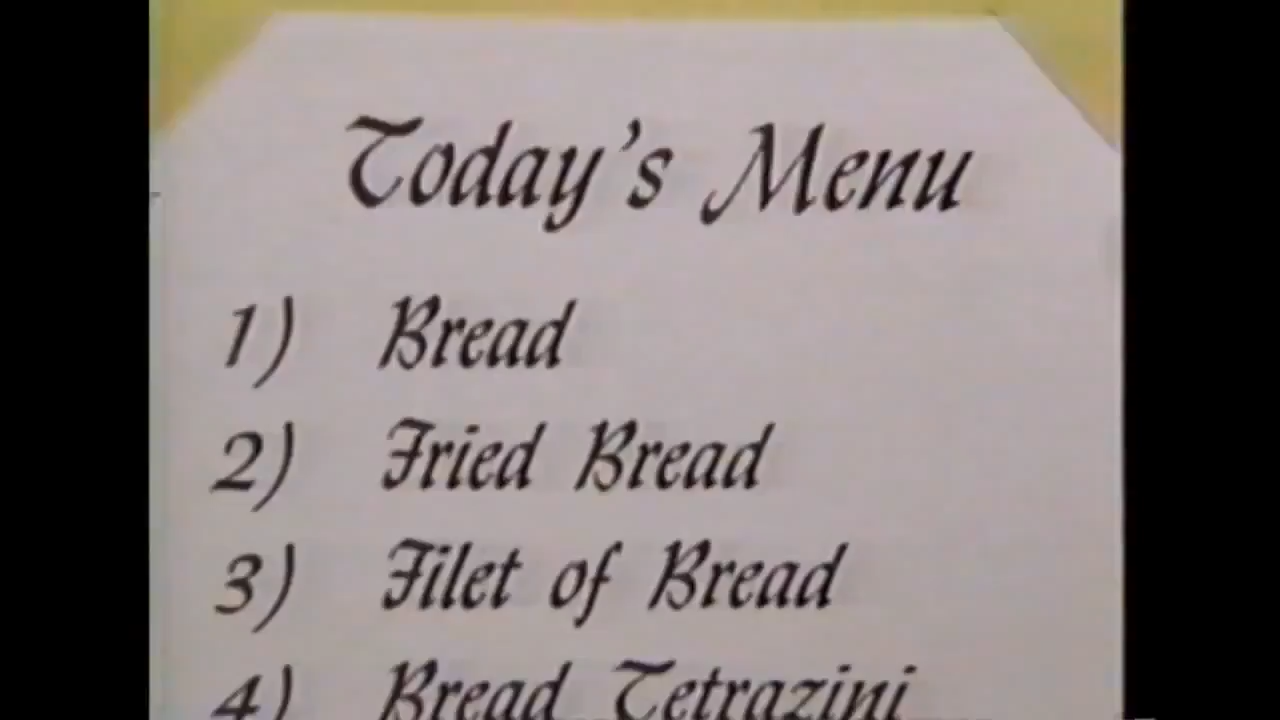 Today's Menu
1) Bread
2) Fried Bread
3) Filet of Bread
4) Bread Tetrazini